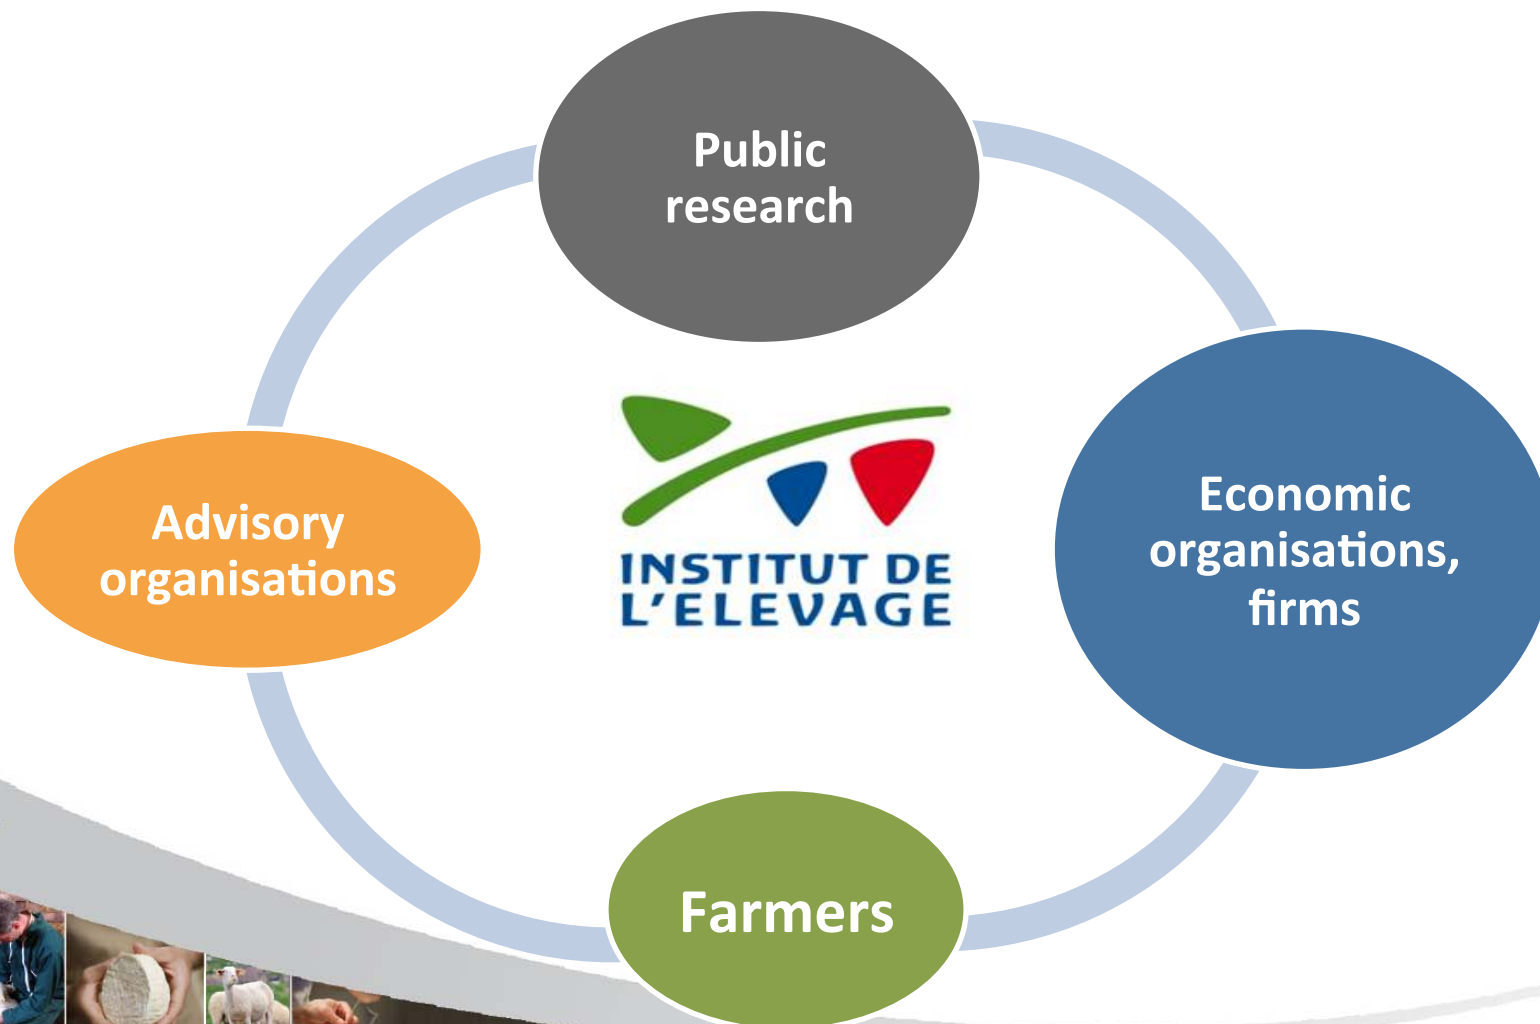 Public
research
Advisory
organisations
INSTITUT DE
L'ELEVAGE
Economic
organisations,
firms
Farmers